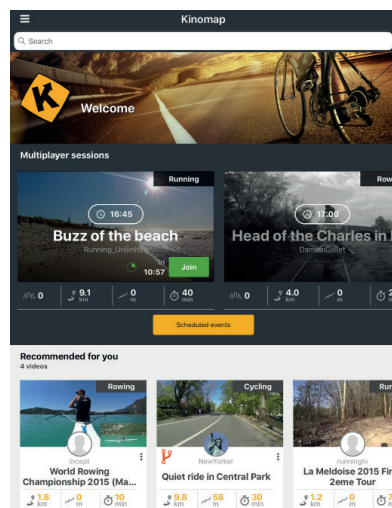 Kinomap
Search
Welcome
Multiplayer sessions
Running
16:45
Buzz of the beach
Running_Unlimited
in
10:57
Join
0
9.1
km
0
m
40
min
Row
17:00
Head of the Charles in
DamienGallet
0
4.0
km
0
m
2
Scheduled events
Recommended for you
4 videos
Rowing
incept
World Rowing
Championship 2015 (Ma...
1.8
km
0
m
10
min
Cycling
NewYorker
Quiet ride in Central Park
9.8
km
58
m
30
min
Run
runningtv
La Meldoise 2015 Fin
2eme Tour
1.2
km
0
m